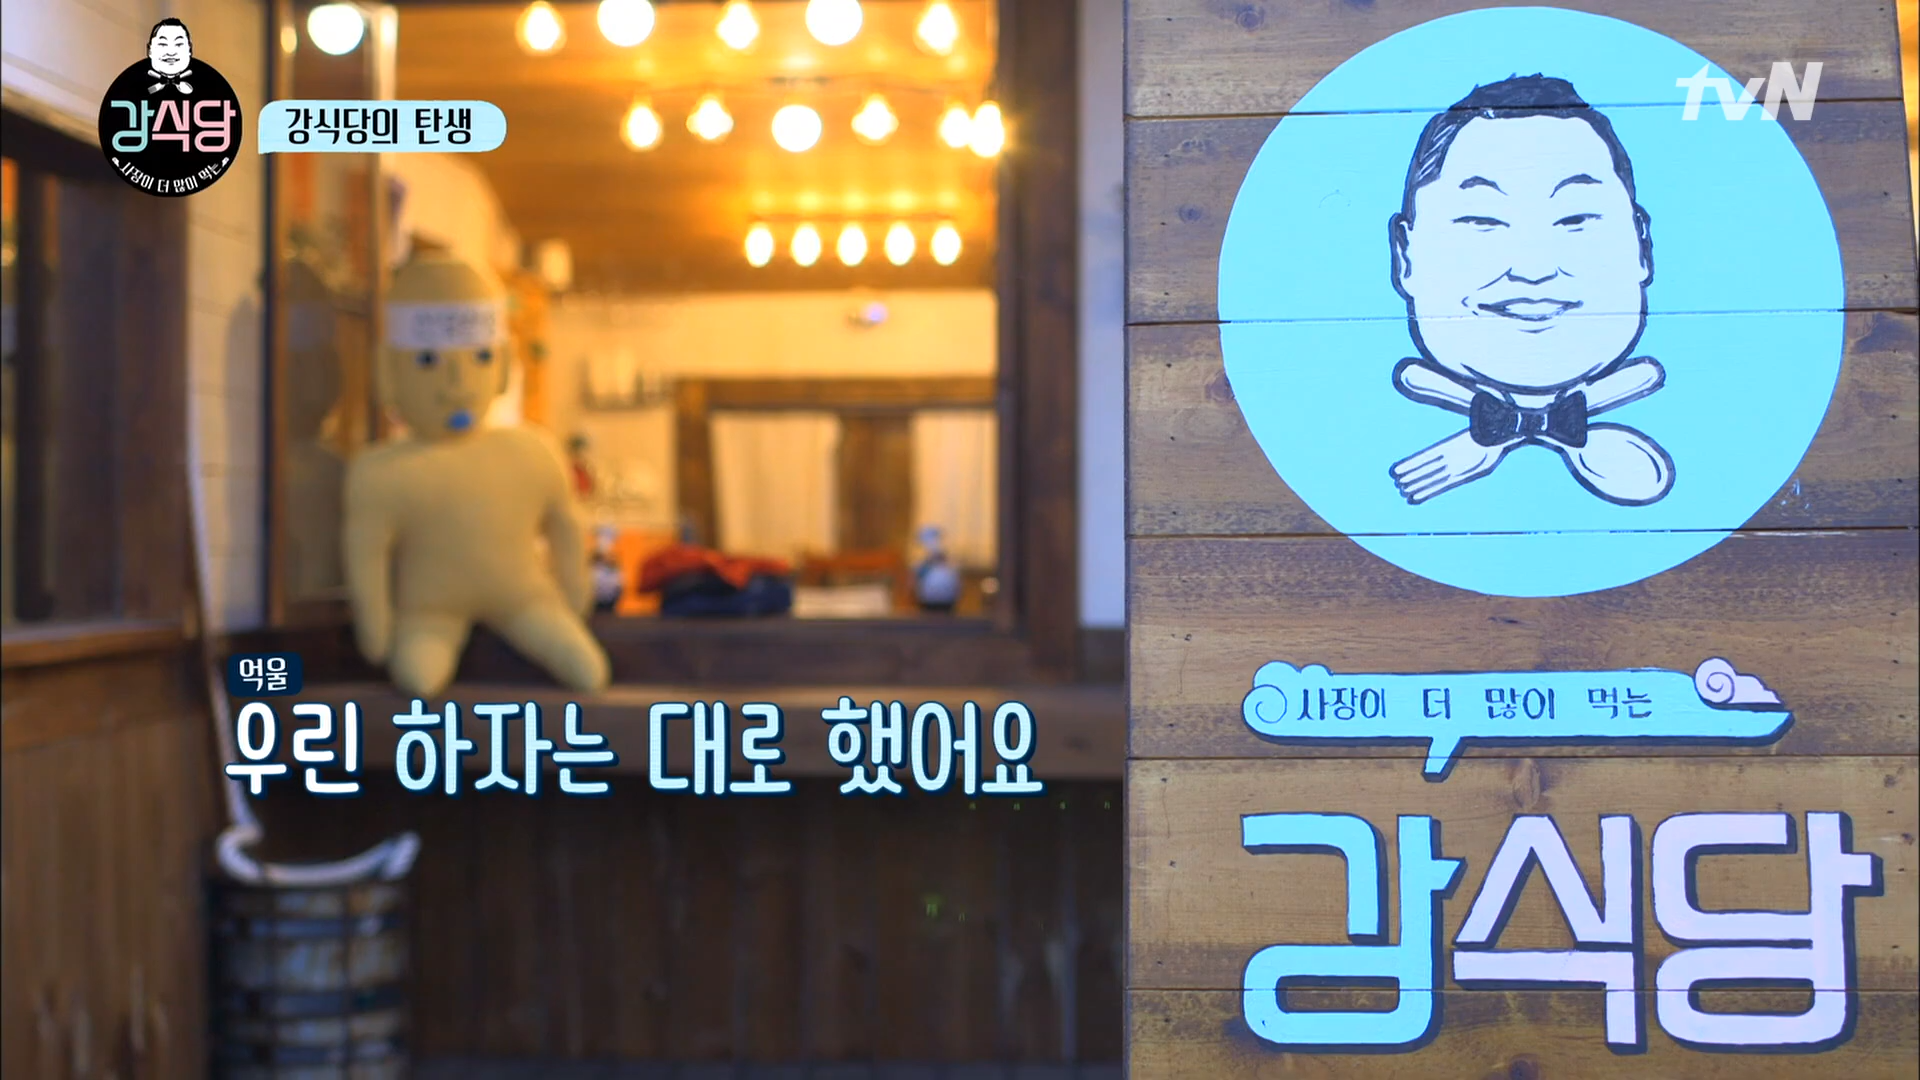 강식당
사장이 더 많이 먹는
강식당의 탄생
tvN
억울
우린 하자는 대로 했어요
사장이 더 많이 먹는
강식당